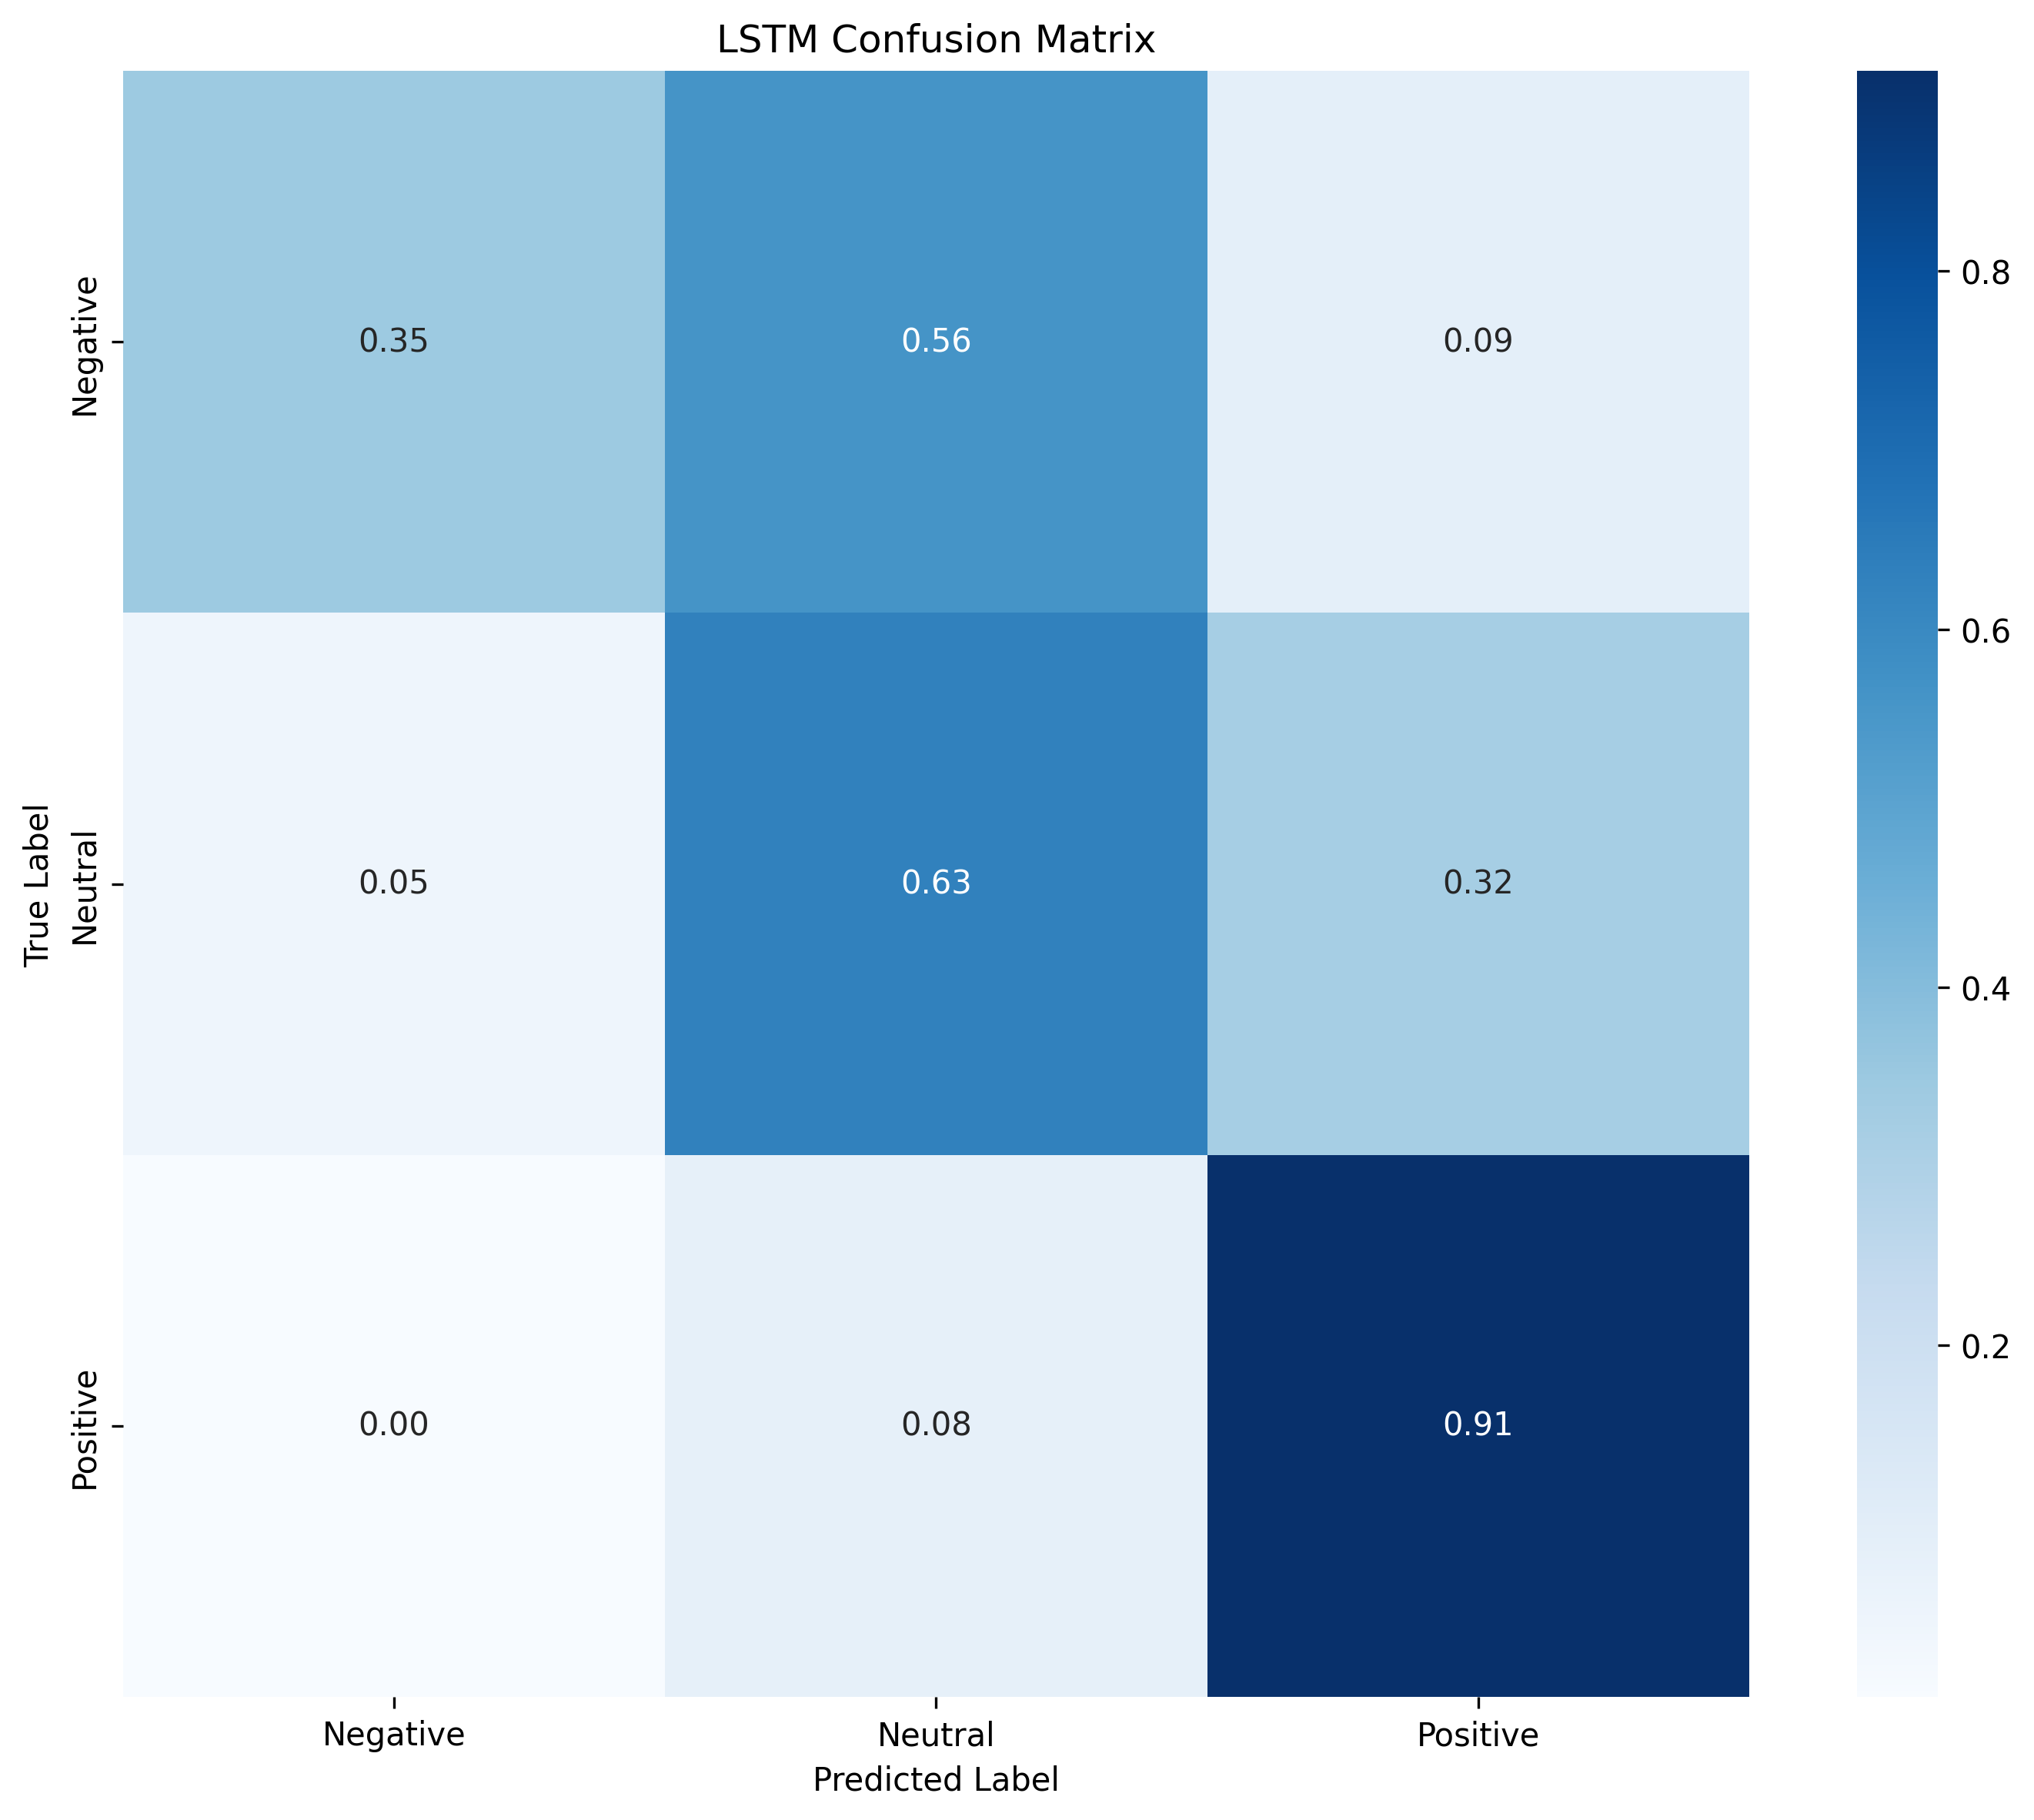 LSTM Confusion Matrix
True Label
Negative
0.35 0.56 0.09
Neutral
0.05 0.63 0.32
Positive
0.00 0.08 0.91
Negative Neutral Positive
Predicted Label
0.8
0.6
0.4
0.2